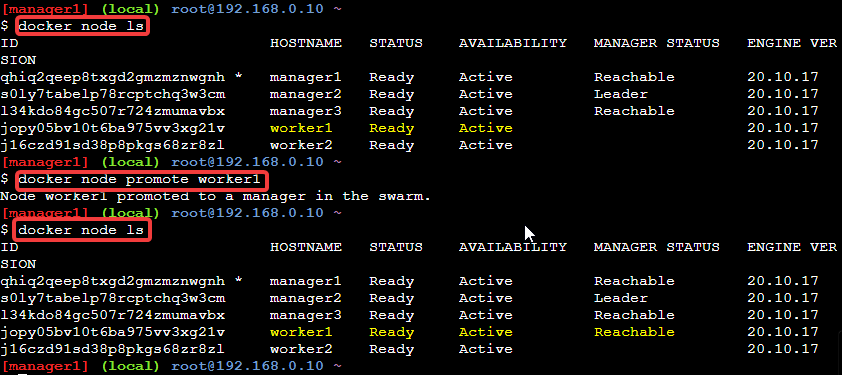 [manager1] (local) root@192.168.0.10 ~
$ docker node ls
ID HOSTNAME STATUS AVAILABILITY MANAGER STATUS ENGINE VER
SION
qhiq2qeep8txgd2gmzmznwgnh * manager1 Ready Active Reachable 20.10.17
s0ly7tabelp78rcptchq3w3cm manager2 Ready Active Leader 20.10.17
l34kdo84gc507r724zmumavbx manager3 Ready Active Reachable 20.10.17
jopy05bv10t6ba975vv3xg21v worker1 Ready Active 20.10.17
j16czd91sd38p8pkgs68zr8zl worker2 Ready Active 20.10.17
[manager1] (local) root@192.168.0.10 ~
$ docker node promote worker1
Node worker1 promoted to a manager in the swarm.
[manager1] (local) root@192.168.0.10 ~
$ docker node ls
ID HOSTNAME STATUS AVAILABILITY MANAGER STATUS ENGINE VER
SION
qhiq2qeep8txgd2gmzmznwgnh * manager1 Ready Active Reachable 20.10.17
s0ly7tabelp78rcptchq3w3cm manager2 Ready Active Leader 20.10.17
l34kdo84gc507r724zmumavbx manager3 Ready Active Reachable 20.10.17
jopy05bv10t6ba975vv3xg21v worker1 Ready Active Reachable 20.10.17
j16czd91sd38p8pkgs68zr8zl worker2 Ready Active 20.10.17
[manager1] (local) root@192.168.0.10 ~